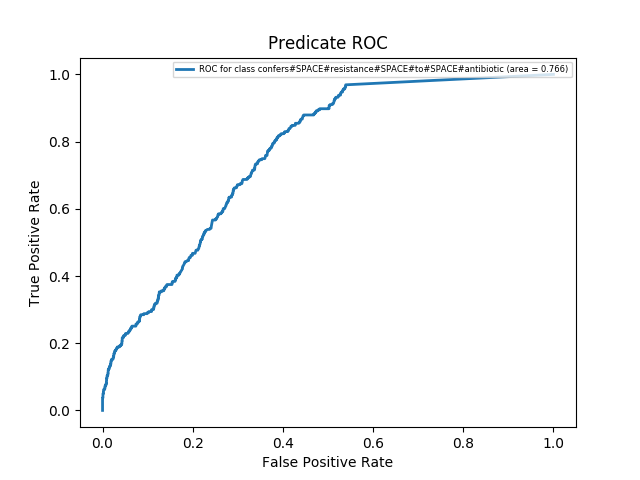 Predicate ROC
ROC for class confers#SPACE#resistance#SPACE#to#SPACE#antibiotic (area = 0.766)
1.0
0.8
0.6
0.4
0.2
0.0
True Positive Rate
0.0 0.2 0.4 0.6 0.8 1.0
False Positive Rate